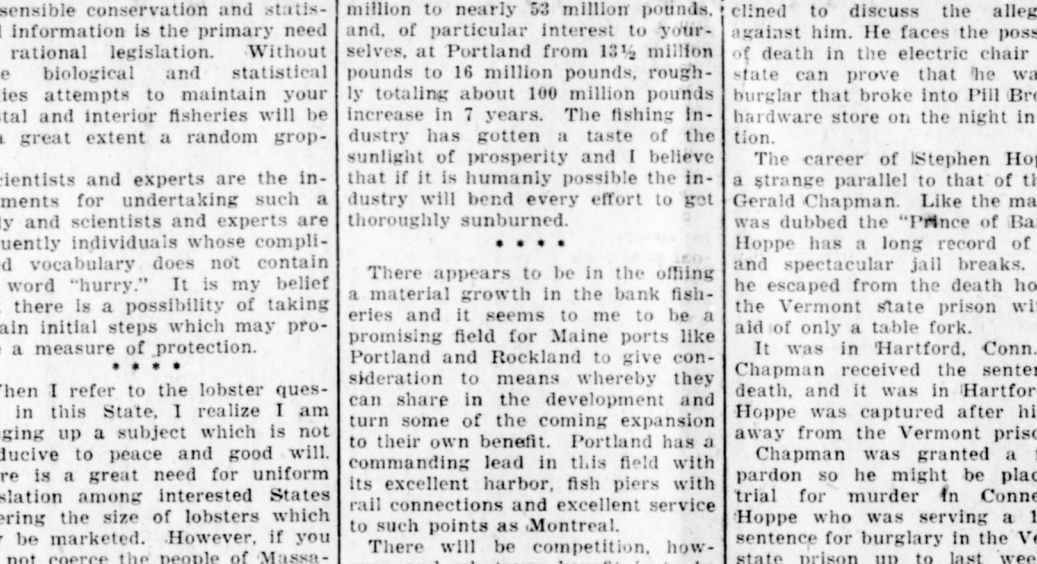 sensible conservation and statis-
l information is the primary need
rational legislation. Without
e biological and statistical
ies attempts to maintain your
tal and interior fisheries will be
a great extent a random grop-
cientists and experts are the in-
ments for undertaking such a
ly and scientists and experts are
uently individuals whose compli-
d vocabulary does not contain
word "hurry." It is my belief
there is a possibility of taking
ain initial steps which may pro-
e a measure of protection.
* * * *
hen I refer to the lobster ques-
in this State, I realize I am
ging up a subject which is not
ducive to peace and good will.
re is a great need for uniform
slation among interested States
ering the size of lobsters which
y be marketed. However, if you
not coerce the people of Massa-
million to nearly 53 million pounds,
and, of particular interest to your-
selves, at Portland from 13½ million
pounds to 16 million pounds, rough-
ly totaling about 100 million pounds
increase in 7 years. The fishing in-
dustry has gotten a taste of the
sunlight of prosperity and I believe
that if it is humanly possible the in-
dustry will bend every effort to get
thoroughly sunburned.
* * * *
There appears to be in the offing
a material growth in the bank fish-
eries and it seems to me to be a
promising field for Maine ports like
Portland and Rockland to give con-
sideration to means whereby they
can share in the development and
turn some of the coming expansion
to their own benefit. Portland has a
commanding lead in this field with
its excellent harbor, fish piers with
rail connections and excellent service
to such points as Montreal.
There will be competition, how-
clined to discuss the alleg
against him. He faces the poss
of death in the electric chair
state can prove that he wa
burglar that broke into Pill Bro
hardware store on the night in
tion.
The career of Stephen Hop
a strange parallel to that of th
Gerald Chapman. Like the ma
was dubbed the "Prince of Ba
Hoppe has a long record of
and spectacular jail breaks.
he escaped from the death ho
the Vermont state prison wi
aid of only a table fork.
It was in Hartford, Conn.
Chapman received the senten
death, and it was in Hartfor
Hoppe was captured after hi
away from the Vermont priso
Chapman was granted a
pardon so he might be plac
trial for murder in Conne
Hoppe who was serving a 1
sentence for burglary in the Ve
state prison up to last wee